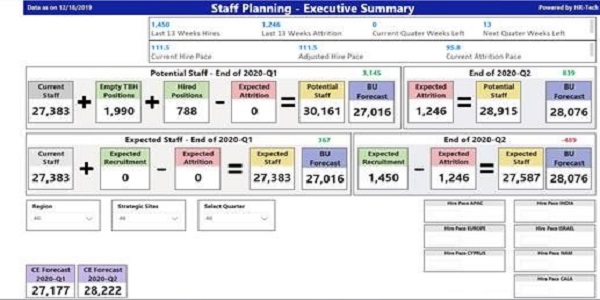 Data as on 12/18/2019 Staff Planning - Executive Summary Powered by HR-Tech
1,450 1,246 0 13
Last 13 Weeks Hires Last 13 Weeks Attrition Current Quater Weeks Left Next Quater Weeks Left
111.5 111.5 95.8
Current Hire Pace Adjusted Hire Pace Current Attrition Pace
Potential Staff - End of 2020-Q1 3,145 End of 2020-Q2 839
Current Staff Empty TBH Positions Hired Positions Expected Attrition Potential Staff BU Forecast Expected Attrition Potential Staff BU Forecast
27,383 + 1,990 + 788 - 0 = 30,161 27,016 1,246 = 28,915 28,076
Expected Staff - End of 2020-Q1 367 End of 2020-Q2 -489
Current Staff Expected Recruitment Expected Attrition Expected Staff BU Forecast Expected Recruitment Expected Attrition Expected Staff BU Forecast
27,383 + 0 - 0 = 27,383 27,016 1,450 - 1,246 = 27,587 28,076
Region Strategic Sites Select Quarter
All All All
Hire Pace APAC Hire Pace INDIA
Hire Pace EUROPE Hire Pace ISRAEL
Hire Pace CYPRUS Hire Pace NAM
Hire Pace CALA
CE Forecast 2020-Q1 CE Forecast 2020-Q2
27,177 28,222